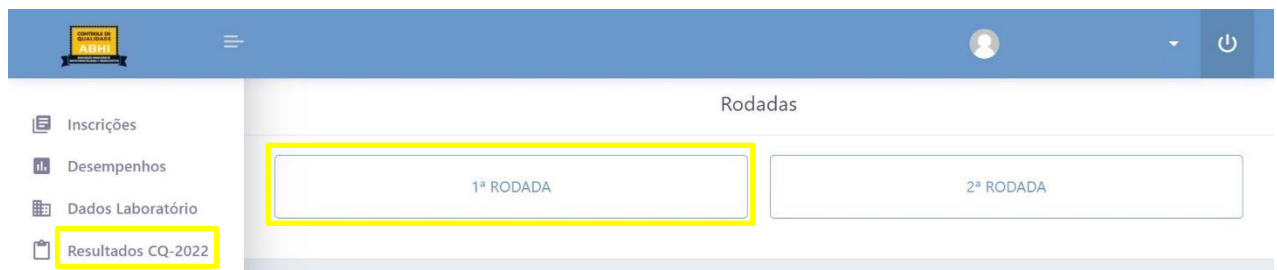 CONTROLE DE
QUALIDADE
ABHI
Rodadas
Inscrições
Desempenhos
Dados Laboratório
Resultados CQ-2022
1ª RODADA
2ª RODADA